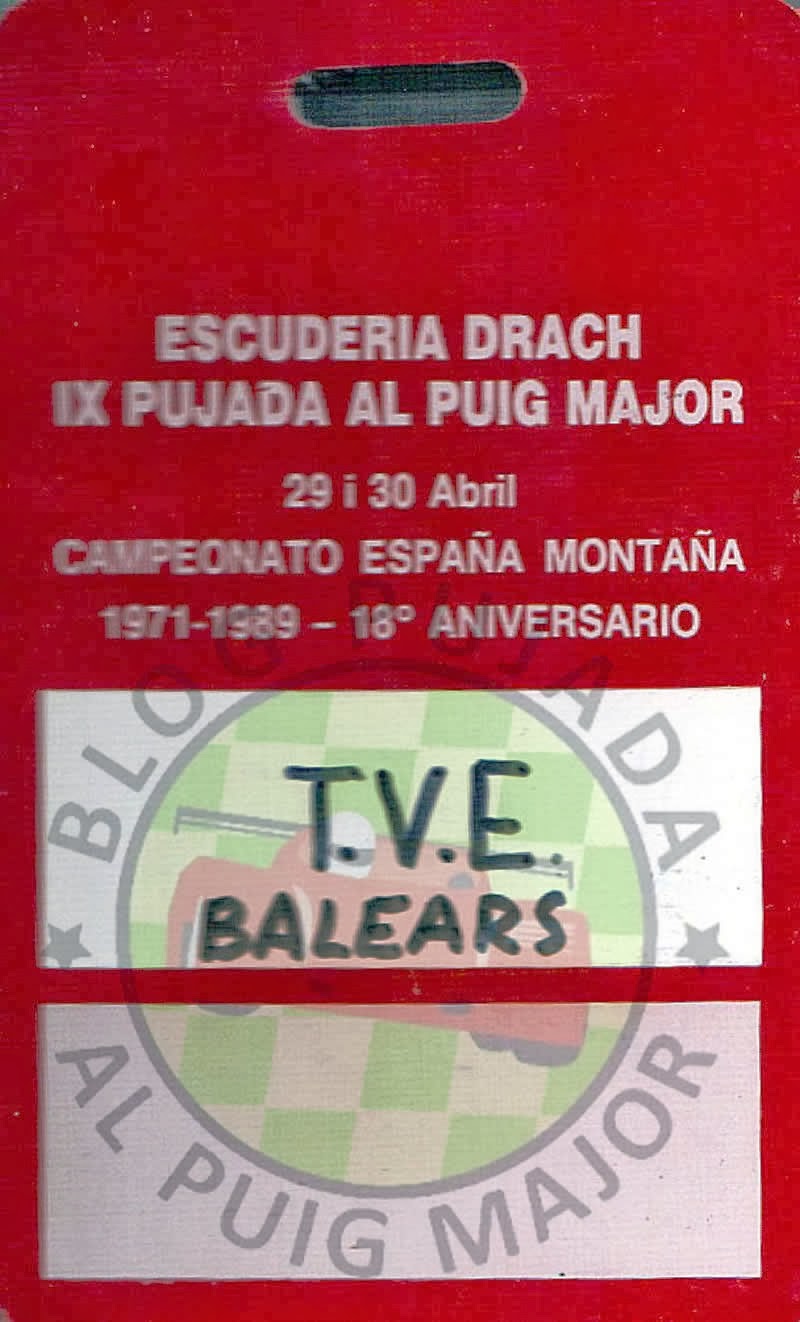 ESCUDERIA DRACH
IX PUJADA AL PUIG MAJOR
29 i 30 Abril
CAMPEONATO ESPAÑA MONTAÑA
1971-1989 – 18º ANIVERSARIO
T.V.E.
BALEARS
BLOG PUJADA
AL PUIG MAJOR